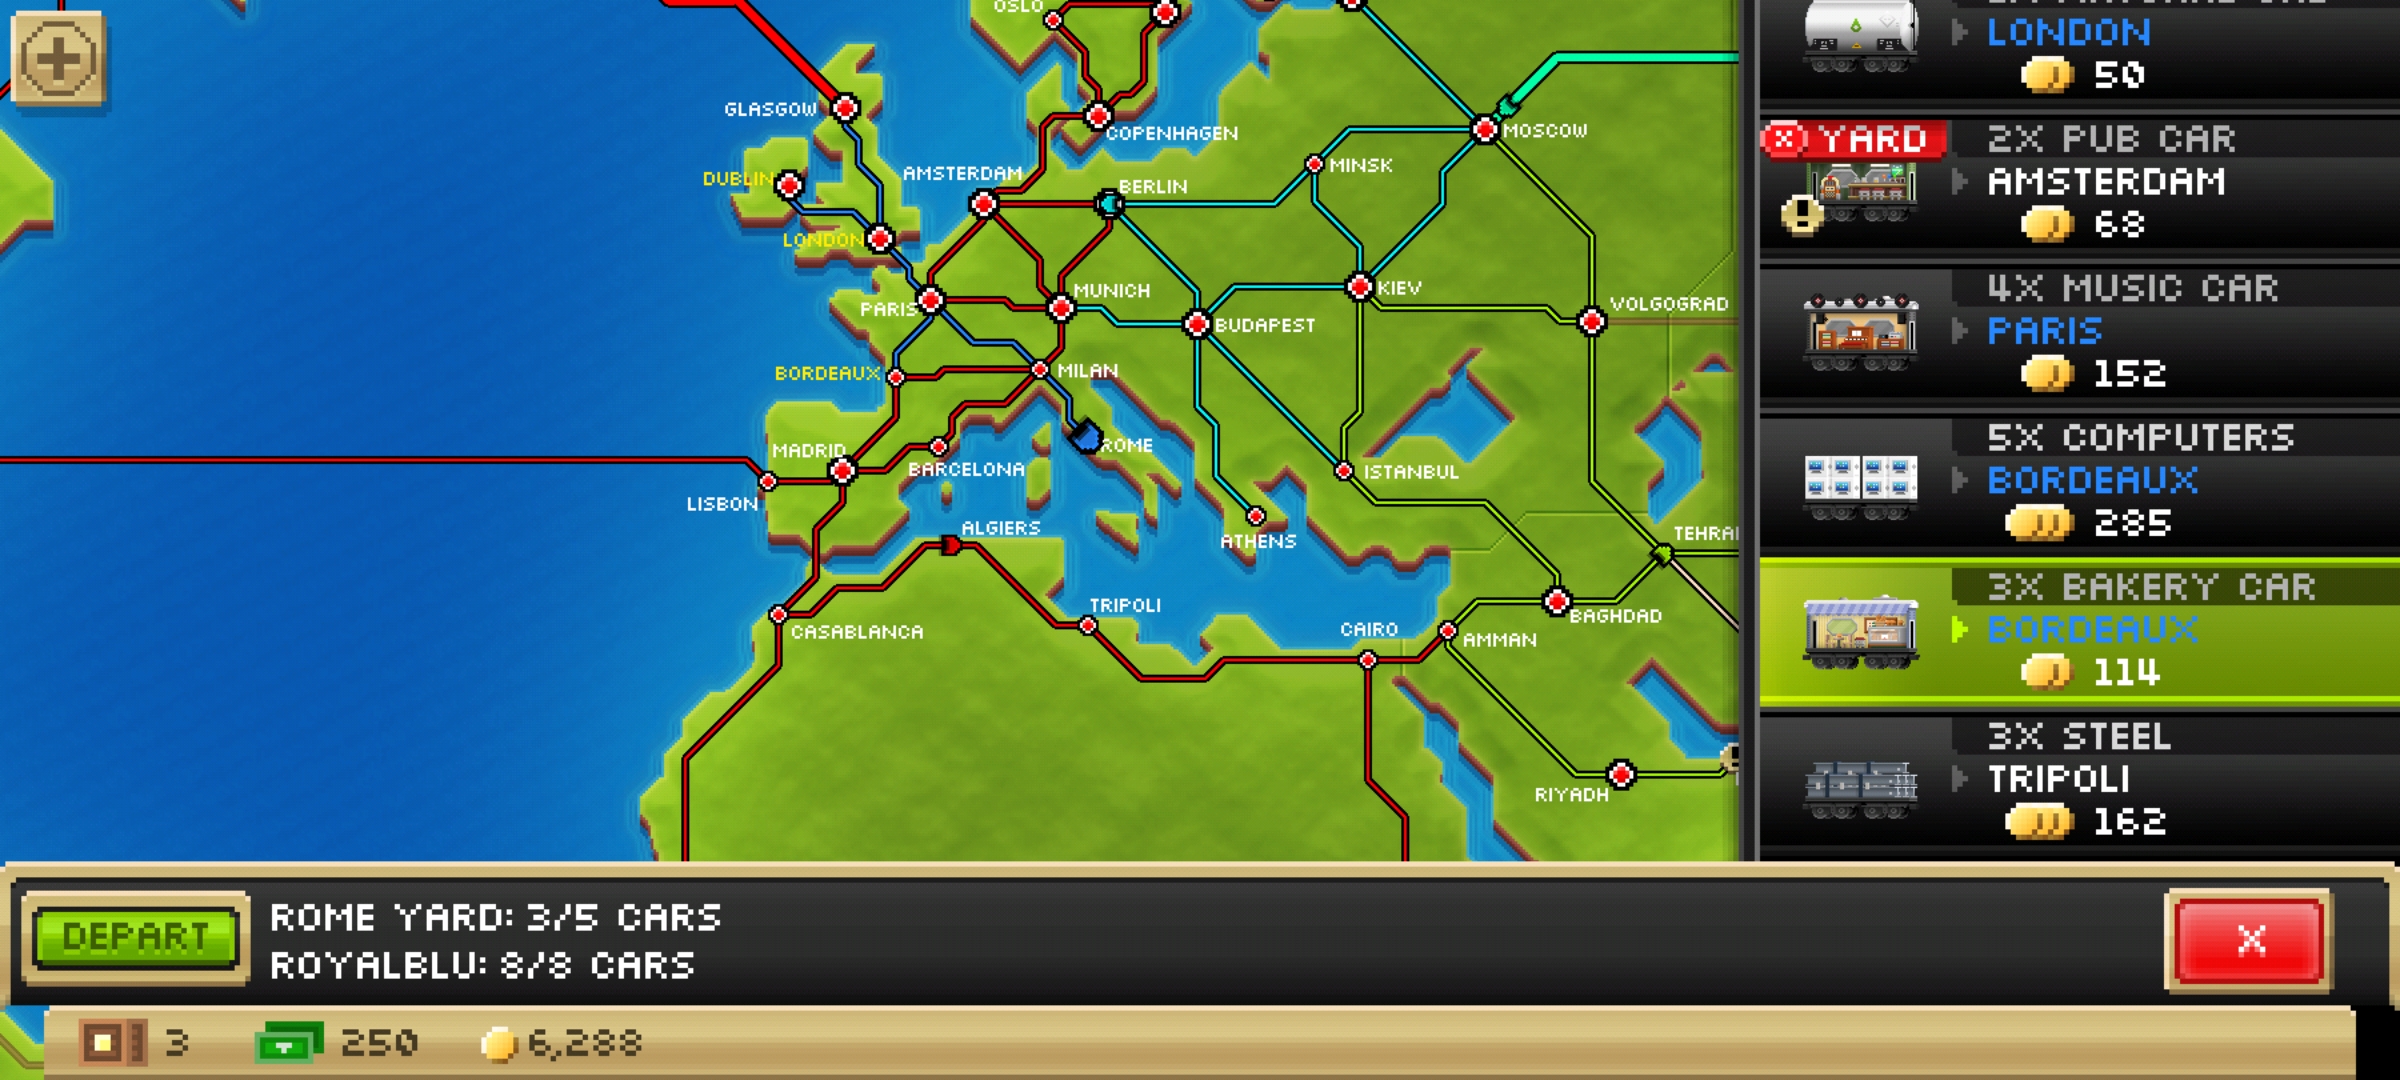 OSLO
GLASGOW
COPENHAGEN
MOSCOW
MINSK
DUBLIN
AMSTERDAM
BERLIN
LONDON
PARIS
MUNICH
KIEV
VOLGOGRAD
BUDAPEST
BORDEAUX
MILAN
MADRID
ROME
BARCELONA
ISTANBUL
LISBON
ALGIERS
ATHENS
TEHRA
TRIPOLI
CASABLANCA
CAIRO
AMMAN
BAGHDAD
RIYADH
LONDON
50
YARD
2X PUB CAR
AMSTERDAM
68
4X MUSIC CAR
PARIS
152
5X COMPUTERS
BORDEAUX
285
3X BAKERY CAR
BORDEAUX
114
3X STEEL
TRIPOLI
162
DEPART
ROME YARD: 3/5 CARS
ROYALBLU: 8/8 CARS
X
3
250
6,288